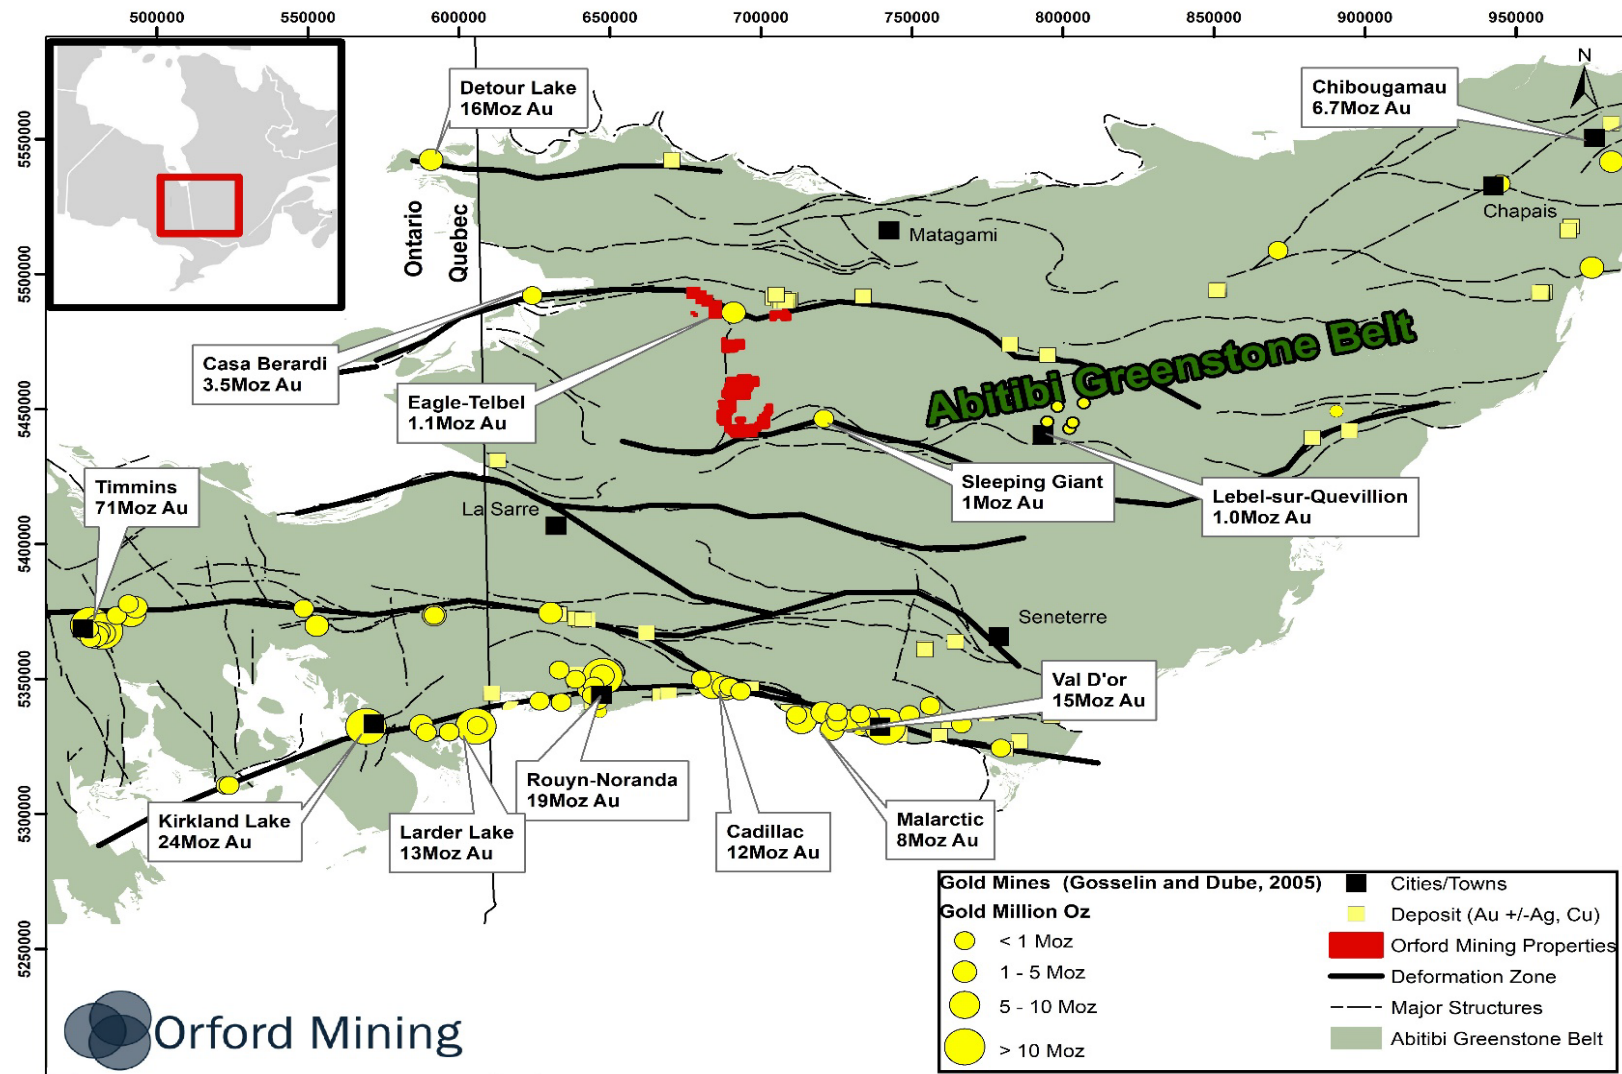 500000 550000 600000 650000 700000 750000 800000 850000 900000 950000
5550000
5500000
5450000
5400000
5350000
5300000
5250000
N
Detour Lake
16Moz Au
Chibougamau
6.7Moz Au
Chapais
Ontario
Quebec
Matagami
Casa Berardi
3.5Moz Au
Eagle-Telbel
1.1Moz Au
Abitibi Greenstone Belt
Sleeping Giant
1Moz Au
Lebel-sur-Quevillion
1.0Moz Au
Timmins
71Moz Au
La Sarre
Seneterre
Val D'or
15Moz Au
Rouyn-Noranda
19Moz Au
Kirkland Lake
24Moz Au
Larder Lake
13Moz Au
Cadillac
12Moz Au
Malarctic
8Moz Au
Gold Mines (Gosselin and Dube, 2005)
Gold Million Oz
< 1 Moz
1 - 5 Moz
5 - 10 Moz
> 10 Moz
Cities/Towns
Deposit (Au +/-Ag, Cu)
Orford Mining Properties
Deformation Zone
Major Structures
Abitibi Greenstone Belt
Orford Mining